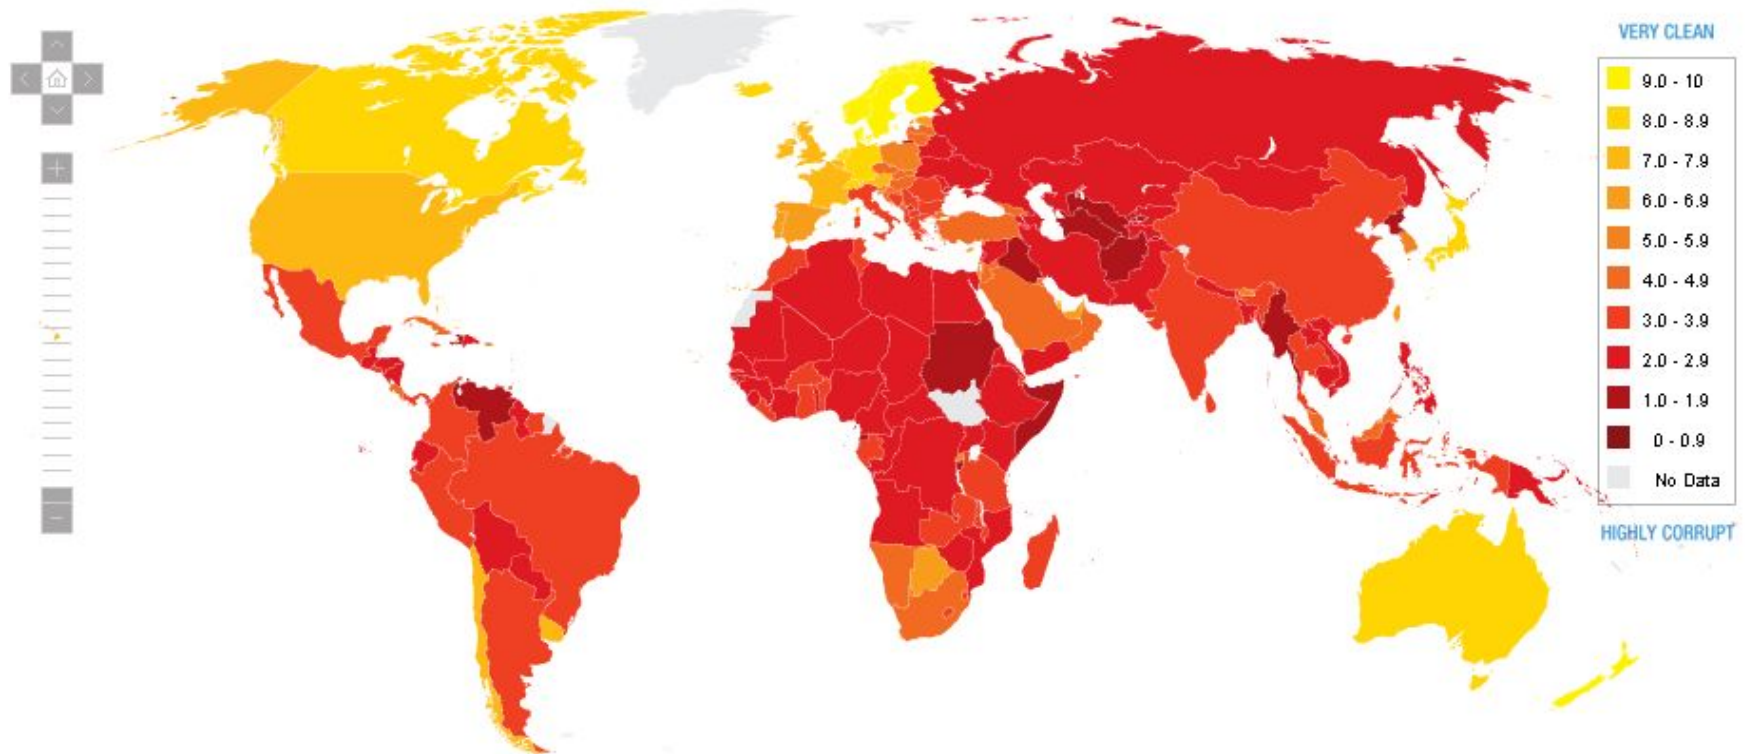 VERY CLEAN
9.0 - 10
8.0 - 8.9
7.0 - 7.9
6.0 - 6.9
5.0 - 5.9
4.0 - 4.9
3.0 - 3.9
2.0 - 2.9
1.0 - 1.9
0 - 0.9
No Data
HIGHLY CORRUPT